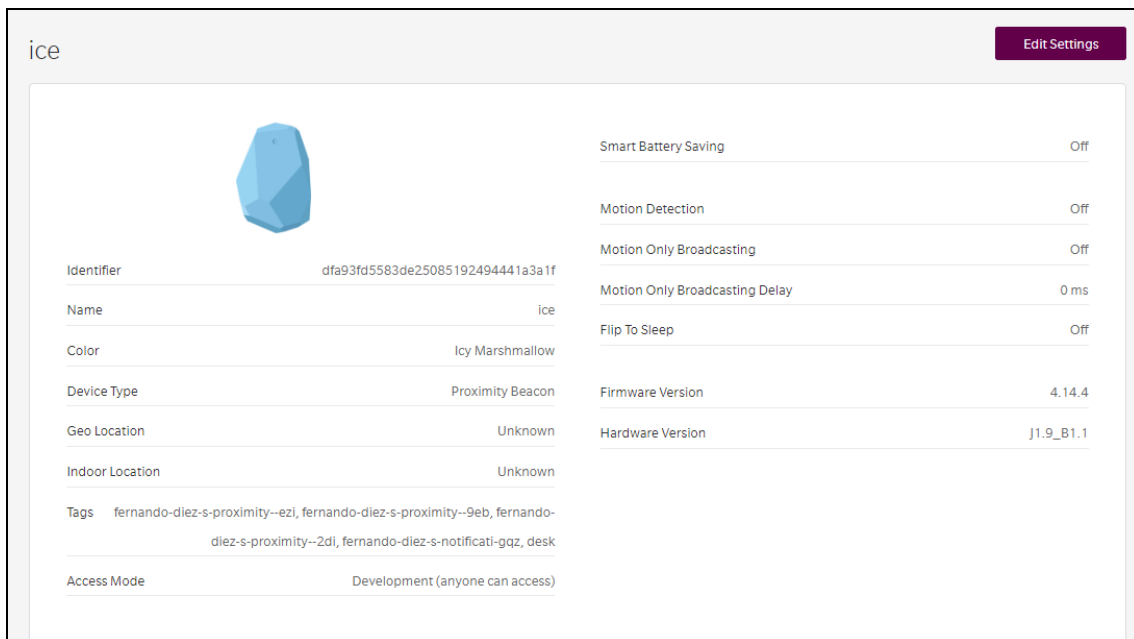 ice
Edit Settings
Identifier dfa93fd5583de25085192494441a3a1f
Name ice
Color Icy Marshmallow
Device Type Proximity Beacon
Geo Location Unknown
Indoor Location Unknown
Tags fernando-diez-s-proximity--ezi, fernando-diez-s-proximity--9eb, fernando-
diez-s-proximity--2di, fernando-diez-s-notificati-gqz, desk
Access Mode Development (anyone can access)
Smart Battery Saving Off
Motion Detection Off
Motion Only Broadcasting Off
Motion Only Broadcasting Delay 0 ms
Flip To Sleep Off
Firmware Version 4.14.4
Hardware Version J1.9_B1.1